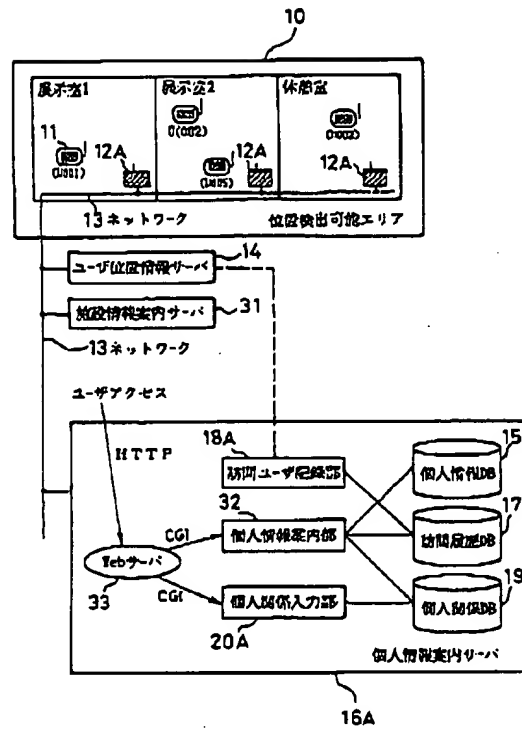 10
展示室1
展示室2
休憩室
11
(U001)
U(002)
(U005)
12A
12A
12A
13 ネットワーク
位置検出可能エリア
14
ユーザ位置情報サーバ
31
施設情報案内サーバ
13 ネットワーク
ユーザアクセス
HTTP
18A
訪問ユーザ記録部
15
個人情報DB
32
CGI
個人情報案内部
17
訪問履歴DB
Webサーバ
33
CGI
個人関係入力部
20A
19
個人関係DB
個人情報案内サーバ
16A